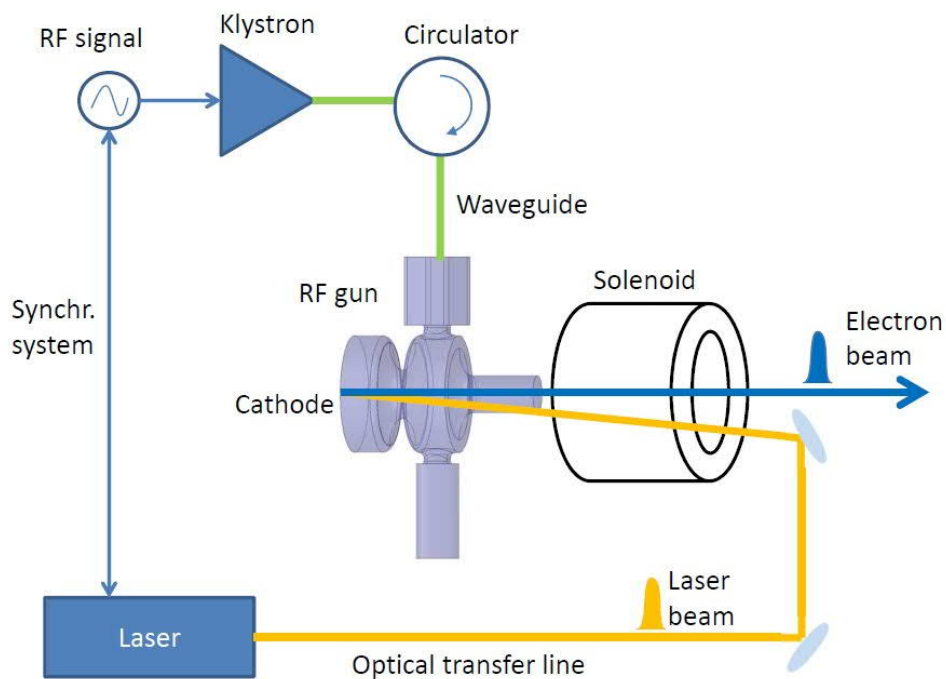 Klystron
RF signal
Circulator
Waveguide
RF gun
Solenoid
Synchr.
system
Electron
beam
Cathode
Laser
beam
Laser
Optical transfer line